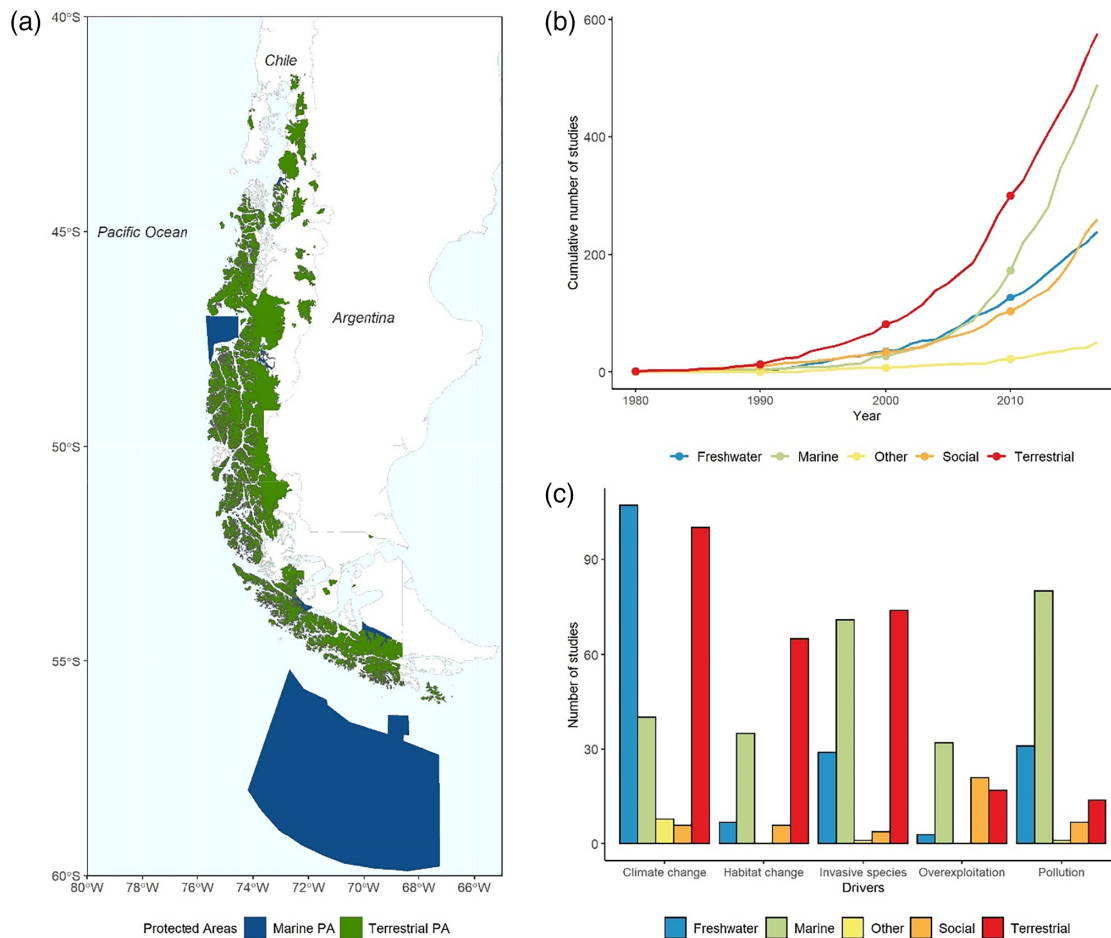 (a)
40°S
45°S
50°S
55°S
60°S
80°W
78°W
76°W
74°W
72°W
70°W
68°W
66°W
Chile
Pacific Ocean
Argentina
Protected Areas Marine PA Terrestrial PA
(b)
Cumulative number of studies
600
400
200
0
1980 1990 2000 2010
Year
Freshwater Marine Other Social Terrestrial
(c)
Number of studies
90
60
30
0
Climate change Habitat change Invasive species Overexploitation Pollution
Drivers
Freshwater Marine Other Social Terrestrial